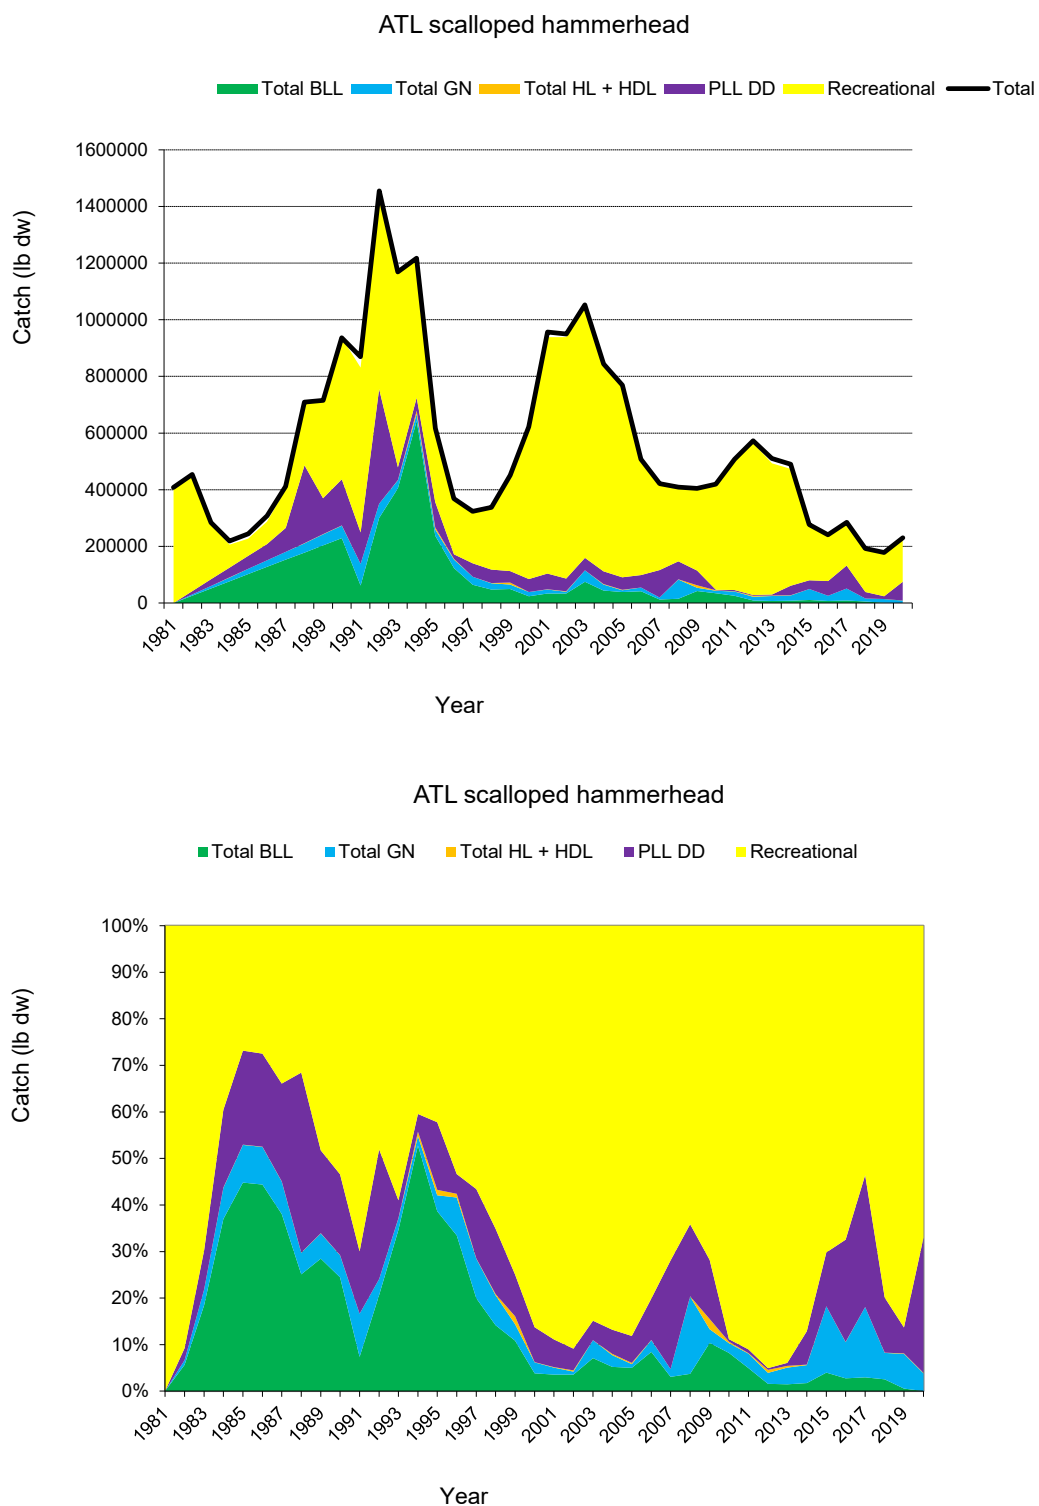 ATL scalloped hammerhead
Total BLL Total GN Total HL + HDL PLL DD Recreational Total
1600000
1400000
1200000
1000000
800000
600000
400000
200000
0
Catch (lb dw)
1981 1983 1985 1987 1989 1991 1993 1995 1997 1999 2001 2003 2005 2007 2009 2011 2013 2015 2017 2019
Year
ATL scalloped hammerhead
Total BLL Total GN Total HL + HDL PLL DD Recreational
100%
90%
80%
70%
60%
50%
40%
30%
20%
10%
0%
Catch (lb dw)
1981 1983 1985 1987 1989 1991 1993 1995 1997 1999 2001 2003 2005 2007 2009 2011 2013 2015 2017 2019
Year